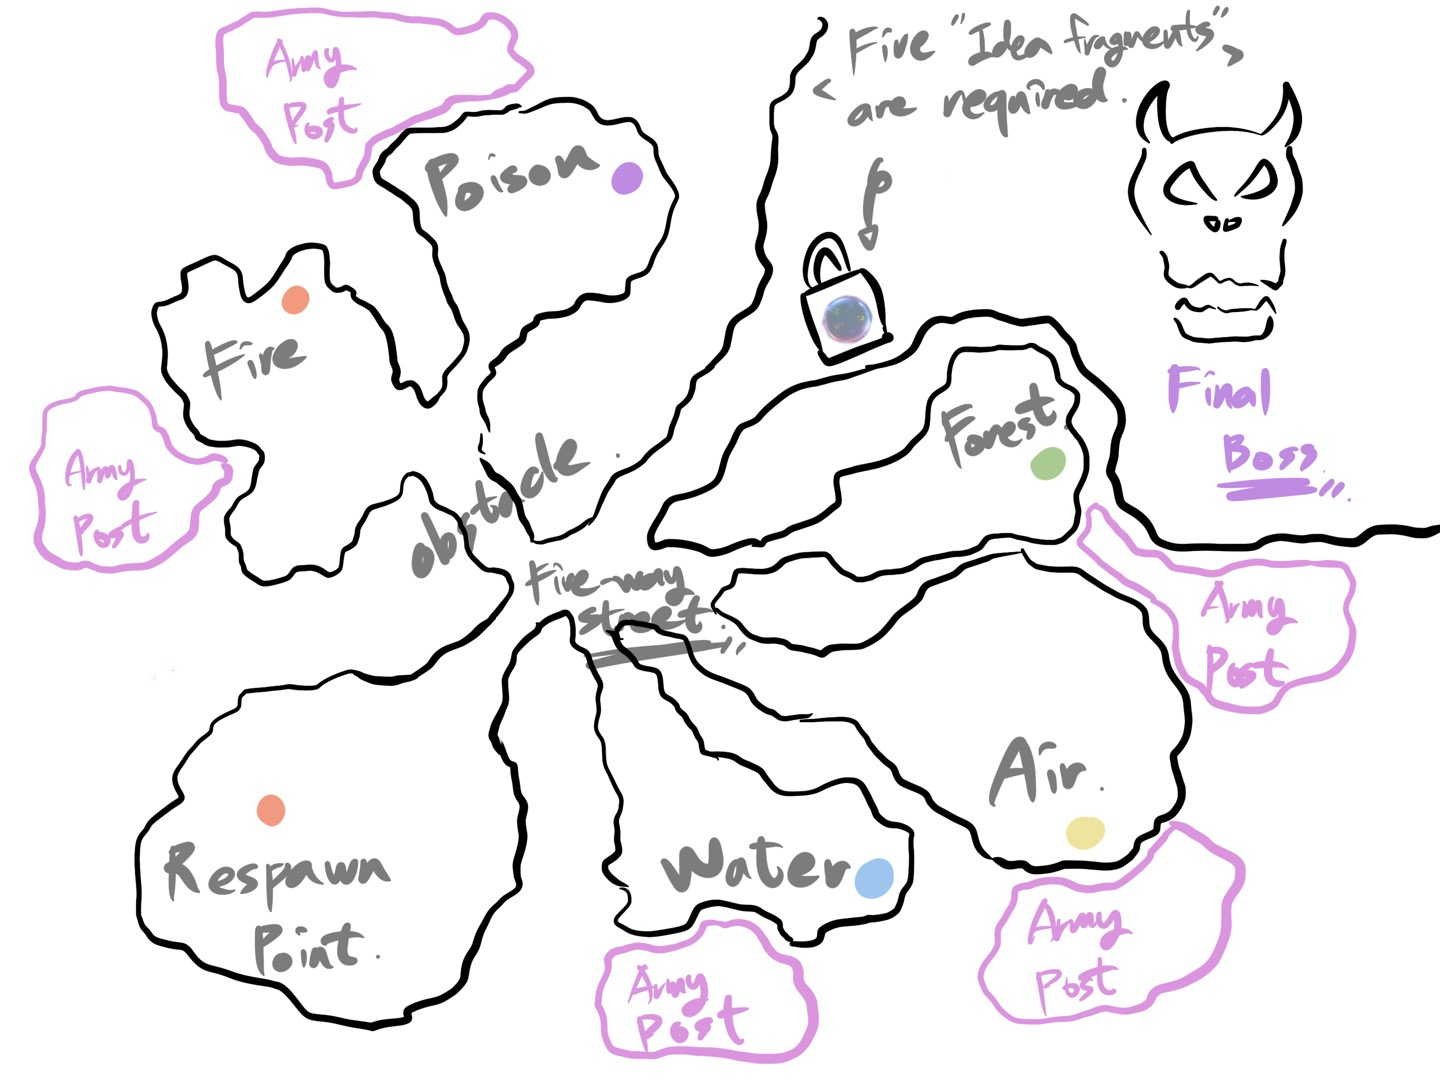 Army
Post
Five "Idea fragments"
are required.
Poison
Fire
Army
Post
obstacle.
Forest.
Final
Boss
Five-way
street.
Army
Post
Air.
Respawn
Point.
Water
Army
Post
Army
Post